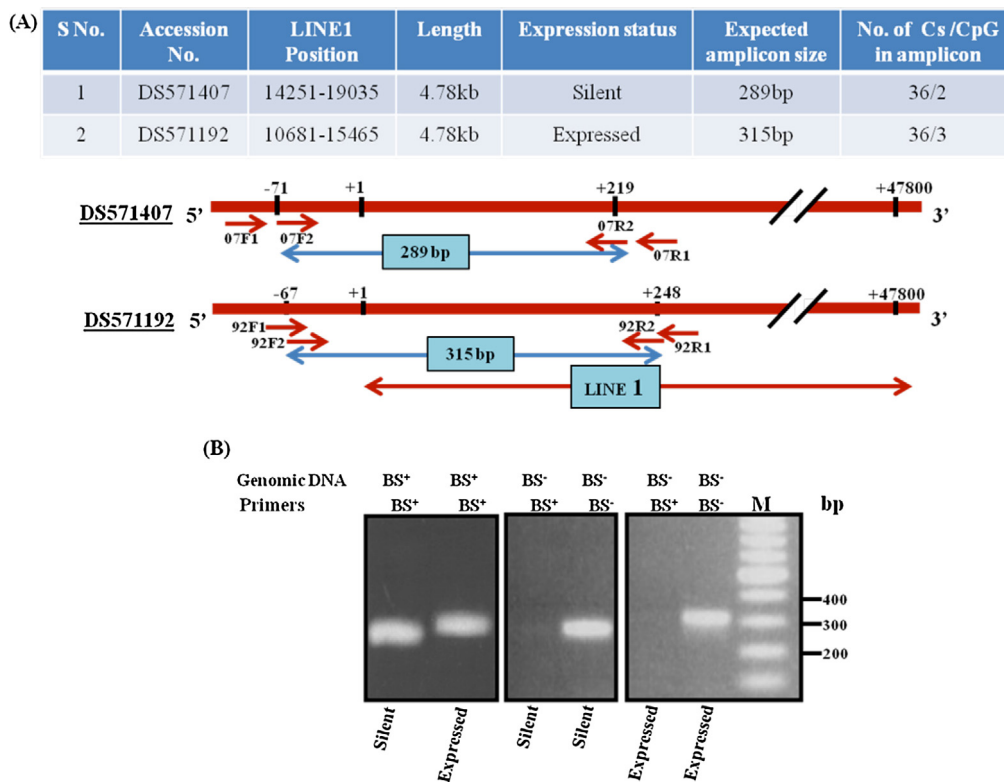 (A)
S No. Accession No. LINE1 Position Length Expression status Expected amplicon size No. of Cs /CpG in amplicon
1 DS571407 14251-19035 4.78kb Silent 289bp 36/2
2 DS571192 10681-15465 4.78kb Expressed 315bp 36/3
-71 +1 +219 +47800
DS571407 5’ 3’
07F1 07F2 07R2 07R1
289 bp
-67 +1 +248 +47800
DS571192 5’ 3’
92F1 92R2
92F2 92R1
315 bp
LINE 1
(B)
Genomic DNA BS+ BS+ BS- BS- BS- BS-
Primers BS+ BS+ BS+ BS- BS+ BS- M bp
400
300
200
Silent Expressed Silent Silent Expressed Expressed